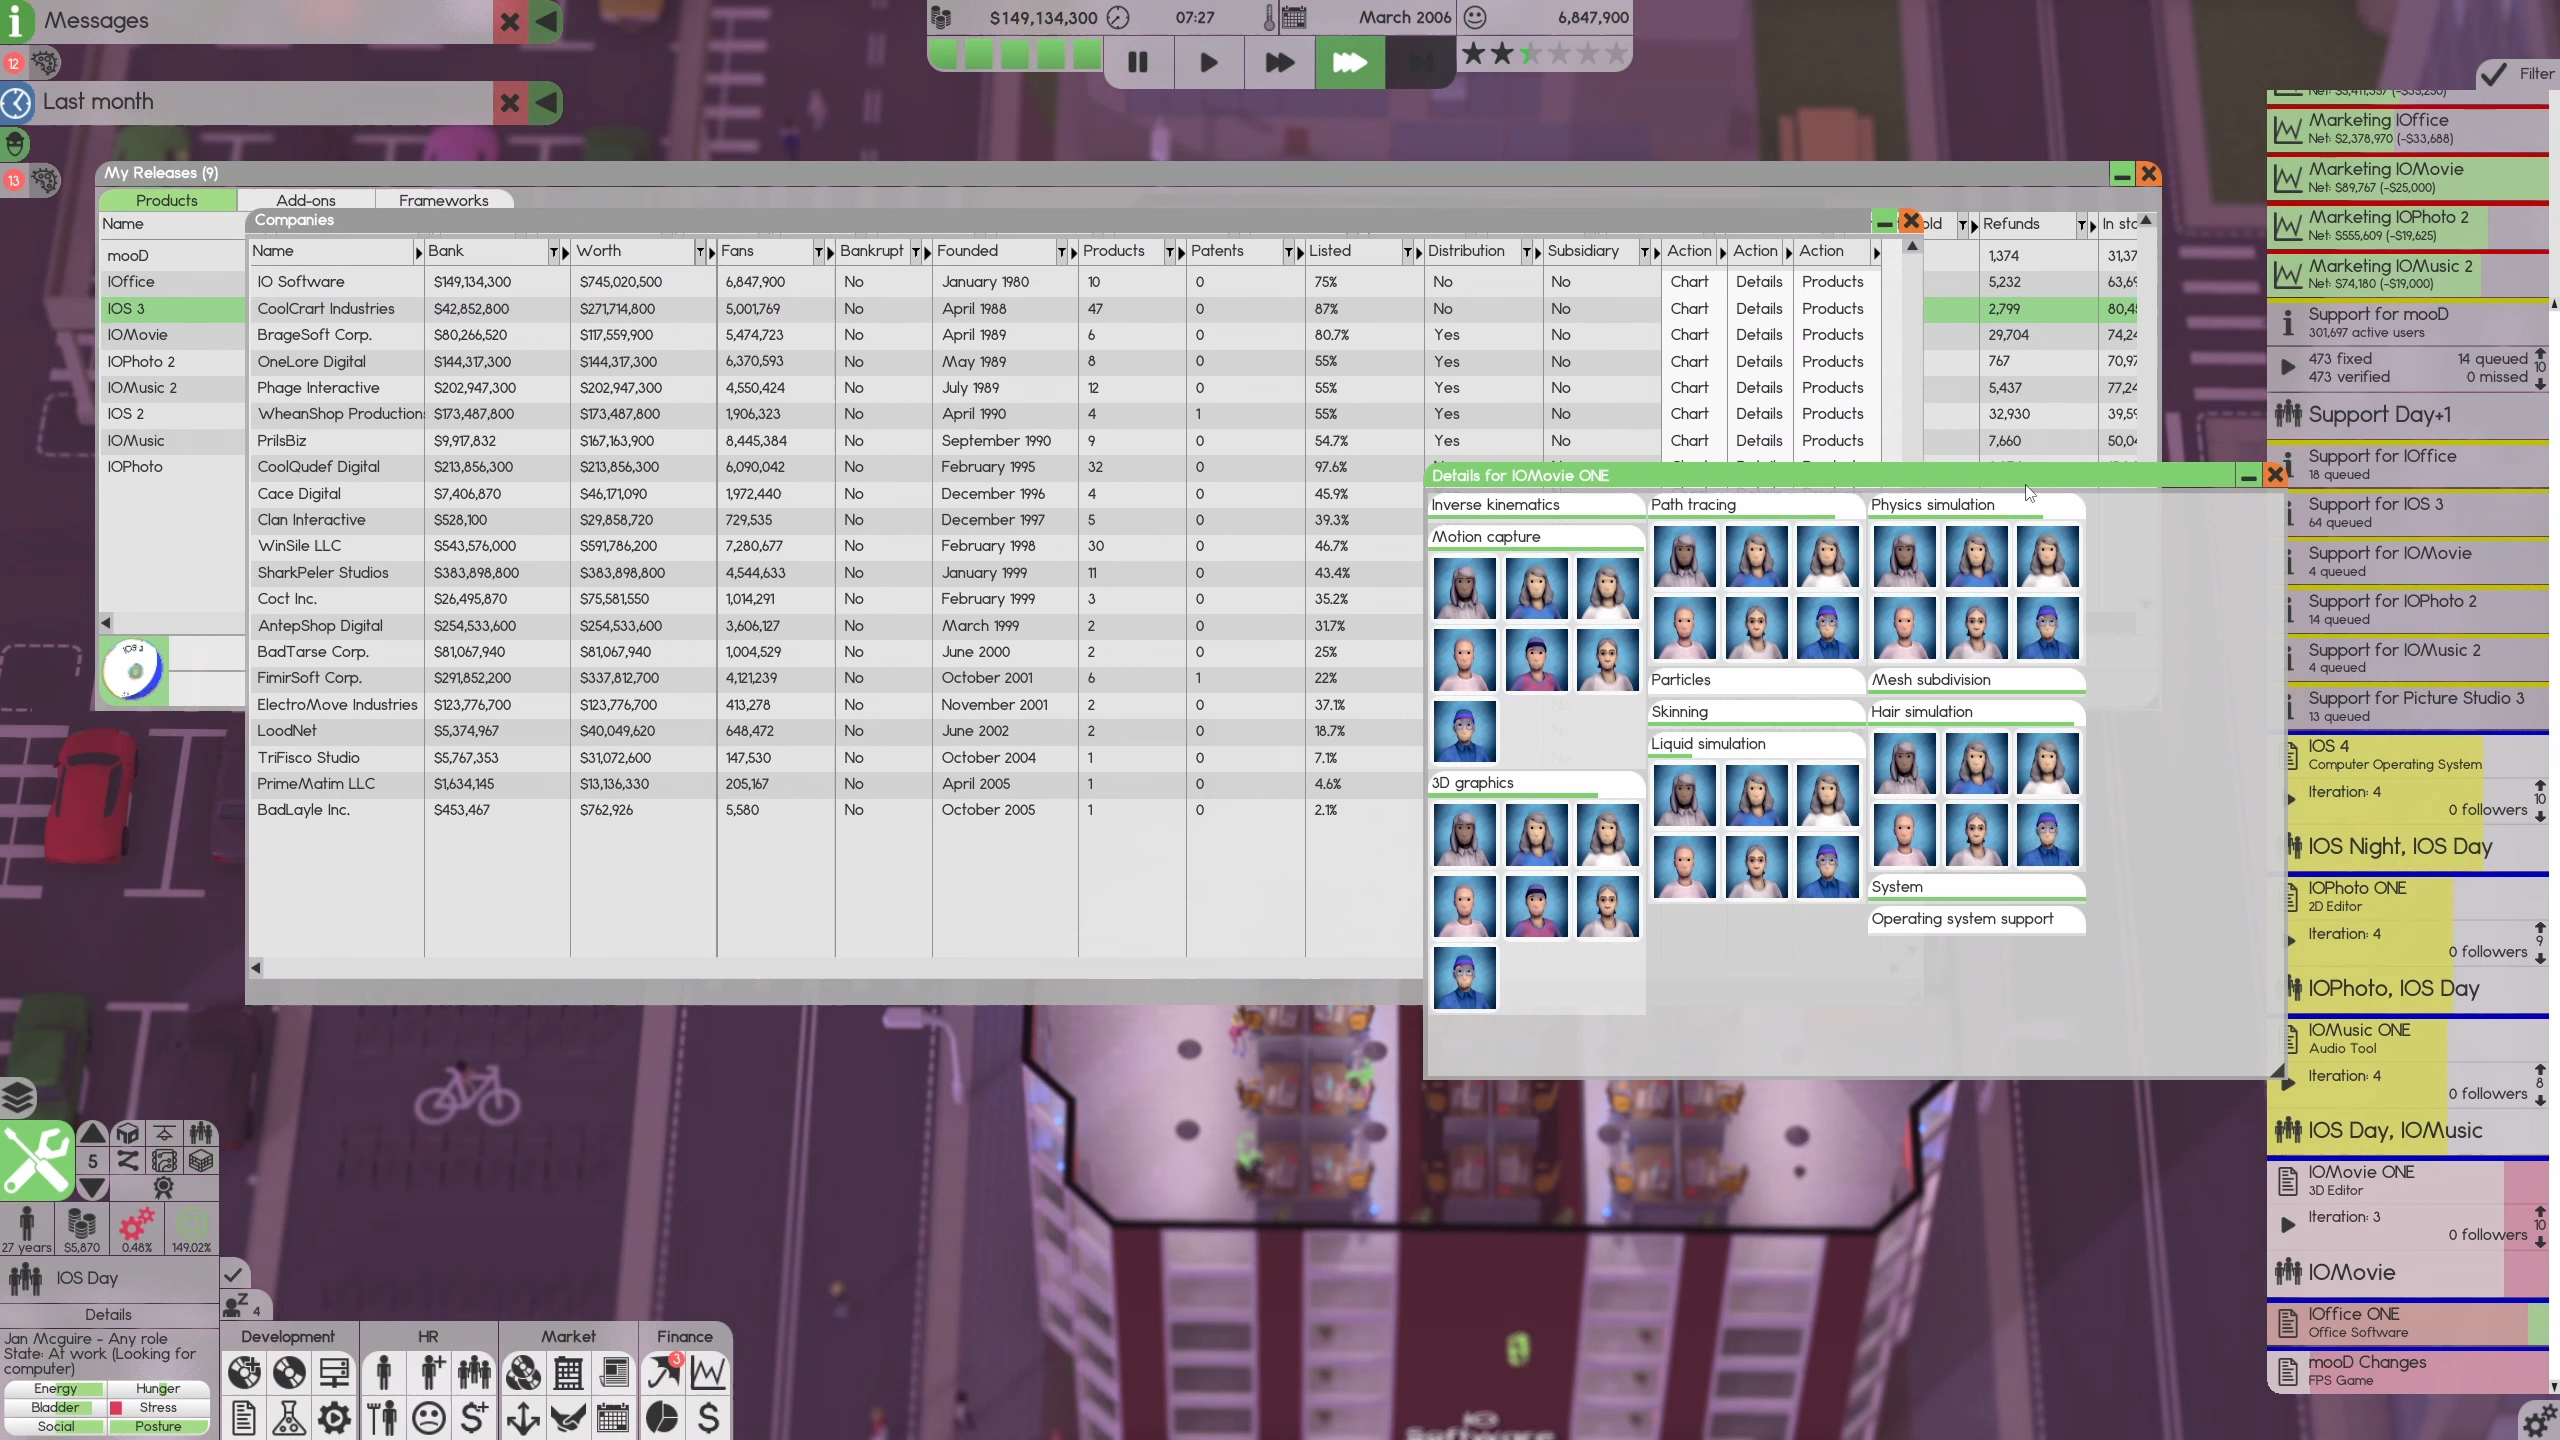 Messages
$149,134,300
07:27
March 2006
6,847,900
12
Last month
13
Filter
My Releases (9)
Products
Add-ons
Frameworks
Name
Refunds
mooD
1,374
IOffice
5,232
IOS 3
2,799
IOMovie
29,704
IOPhoto 2
767
IOMusic 2
5,437
IOS 2
32,930
IOMusic
7,660
IOPhoto
Companies
Name Bank Worth Fans Bankrupt Founded Products Patents Listed Distribution Subsidiary Action Action Action
IO Software $149,134,300 $745,020,500 6,847,900 No January 1980 10 0 75% No No Chart Details Products
CoolCrart Industries $42,852,800 $271,714,800 5,001,769 No April 1988 47 0 87% No No Chart Details Products
BrageSoft Corp. $80,266,520 $117,559,900 5,474,723 No April 1989 6 0 80.7% Yes No Chart Details Products
OneLore Digital $144,317,300 $144,317,300 6,370,593 No May 1989 8 0 55% Yes No Chart Details Products
Phage Interactive $202,947,300 $202,947,300 4,550,424 No July 1989 12 0 55% Yes No Chart Details Products
WheanShop Production $173,487,800 $173,487,800 1,906,323 No April 1990 4 1 55% Yes No Chart Details Products
PrilsBiz $9,917,832 $167,163,900 8,445,384 No September 1990 9 0 54.7% Yes No Chart Details Products
CoolQudef Digital $213,856,300 $213,856,300 6,090,042 No February 1995 32 0 97.6%
Cace Digital $7,406,870 $46,171,090 1,972,440 No December 1996 4 0 45.9%
Clan Interactive $528,100 $29,858,720 729,535 No December 1997 5 0 39.3%
WinSile LLC $543,576,000 $591,786,200 7,280,677 No February 1998 30 0 46.7%
SharkPeler Studios $383,898,800 $383,898,800 4,544,633 No January 1999 11 0 43.4%
Coct Inc. $26,495,870 $75,581,550 1,014,291 No February 1999 3 0 35.2%
AntepShop Digital $254,533,600 $254,533,600 3,606,127 No March 1999 2 0 31.7%
BadTarse Corp. $81,067,940 $81,067,940 1,004,529 No June 2000 2 0 25%
FimirSoft Corp. $291,852,200 $337,812,700 4,121,239 No October 2001 6 1 22%
ElectroMove Industries $123,776,700 $123,776,700 413,278 No November 2001 2 0 37.1%
LoodNet $5,374,967 $40,049,620 648,472 No June 2002 2 0 18.7%
TriFisco Studio $5,767,353 $31,072,600 147,530 No October 2004 1 0 7.1%
PrimeMatim LLC $1,634,145 $13,136,330 205,167 No April 2005 1 0 4.6%
BadLayle Inc. $453,467 $762,926 5,580 No October 2005 1 0 2.1%
Details for IOMovie ONE
Inverse kinematics
Motion capture
3D graphics
Path tracing
Particles
Skinning
Liquid simulation
Physics simulation
Mesh subdivision
Hair simulation
System
Operating system support
Marketing IOffice
Net: $2,378,970 (-$33,688)
Marketing IOMovie
Net: $89,767 (-$25,000)
Marketing IOPhoto 2
Net: $555,609 (-$19,625)
Marketing IOMusic 2
Net: $74,180 (-$19,000)
Support for mooD
301,697 active users
473 fixed 14 queued
473 verified 0 missed
10
Support Day+1
Support for IOffice
18 queued
Support for IOS 3
64 queued
Support for IOMovie
4 queued
Support for IOPhoto 2
14 queued
Support for IOMusic 2
4 queued
Support for Picture Studio 3
13 queued
IOS 4
Computer Operating System
Iteration: 4
0 followers
10
IOS Night, IOS Day
IOPhoto ONE
2D Editor
Iteration: 4
0 followers
9
IOPhoto, IOS Day
IOMusic ONE
Audio Tool
Iteration: 4
0 followers
8
IOS Day, IOMusic
IOMovie ONE
3D Editor
Iteration: 3
0 followers
10
IOMovie
IOffice ONE
Office Software
mooD Changes
FPS Game
5
27 years
$5,870
0.48%
149.02%
IOS Day
Details
Jan Mcguire - Any role
State: At work (Looking for
computer)
Energy Hunger
Bladder Stress
Social Posture
Z 4
Development
HR
Market
Finance
3
Software